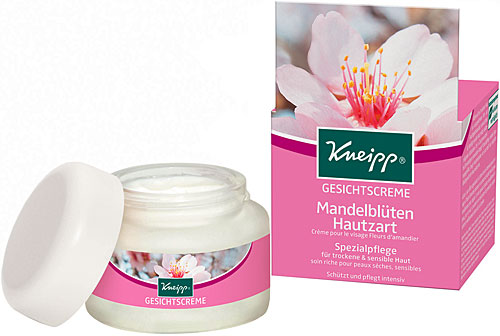 Kneipp®
GESICHTSCREME
Mandelblüten
Hautzart
Crème pour le visage Fleurs d'amandier
Spezialpflege
für trockene & sensible Haut
soin riche pour peaux sèches, sensibles
Schützt und pflegt intensiv
Kneipp®
GESICHTSCREME